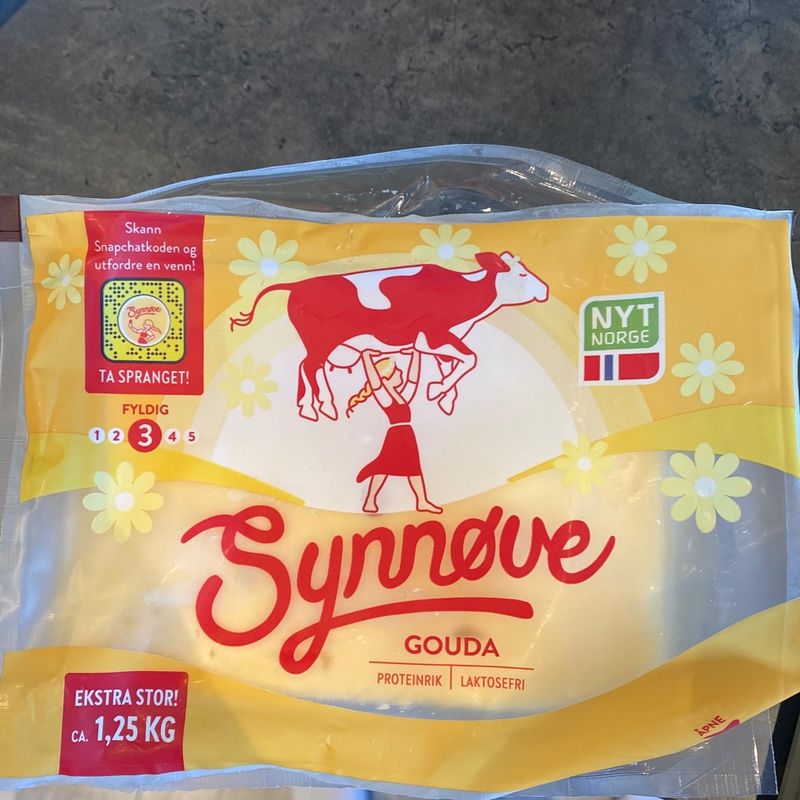 Skann
Snapchatkoden og
utfordre en venn!
Synnøve
TA SPRANGET!
FYLDIG
1 2 3 4 5
NYT
NORGE
Synnøve
GOUDA
PROTEINRIK | LAKTOSEFRI
EKSTRA STOR!
CA. 1,25 KG
ÅPNE